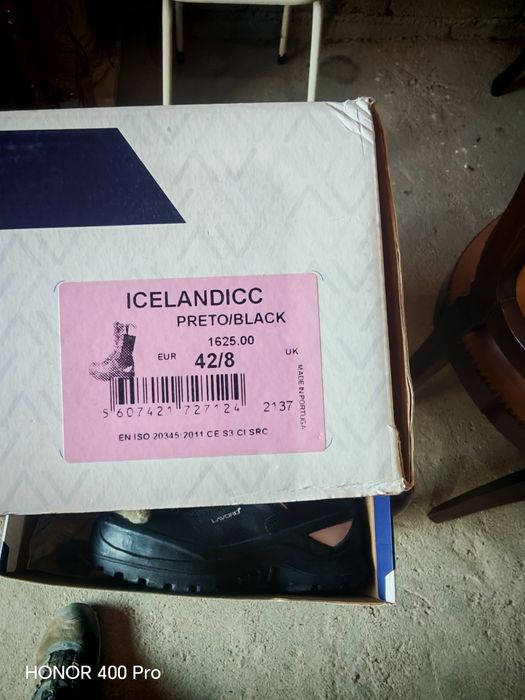 ICELANDICC
PRETO/BLACK
1625.00
EUR 42/8 UK
5 607421 727124 2137
MADE IN PORTUGAL
EN ISO 20345:2011 CE S3 CI SRC
LAVORO
HONOR 400 Pro